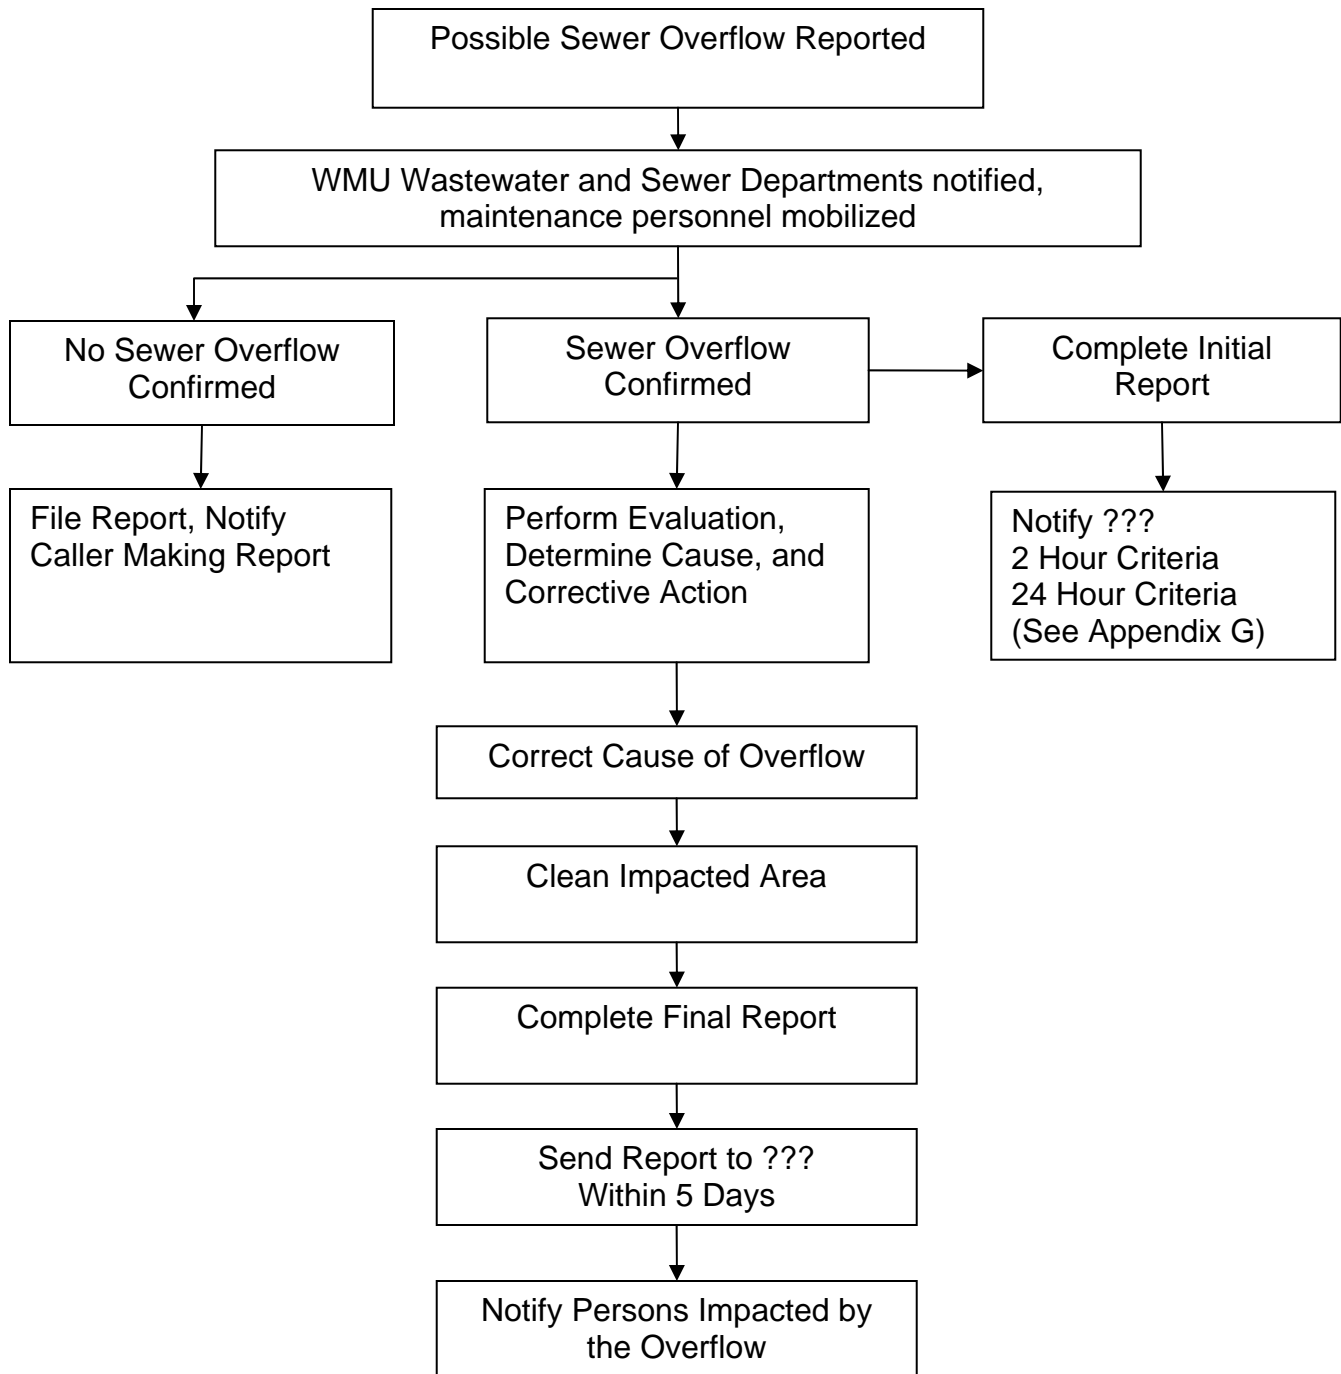 Possible Sewer Overflow Reported
WMU Wastewater and Sewer Departments notified,
maintenance personnel mobilized
No Sewer Overflow
Confirmed
Sewer Overflow
Confirmed
Complete Initial
Report
File Report, Notify
Caller Making Report
Perform Evaluation,
Determine Cause, and
Corrective Action
Notify ???
2 Hour Criteria
24 Hour Criteria
(See Appendix G)
Correct Cause of Overflow
Clean Impacted Area
Complete Final Report
Send Report to ???
Within 5 Days
Notify Persons Impacted by
the Overflow